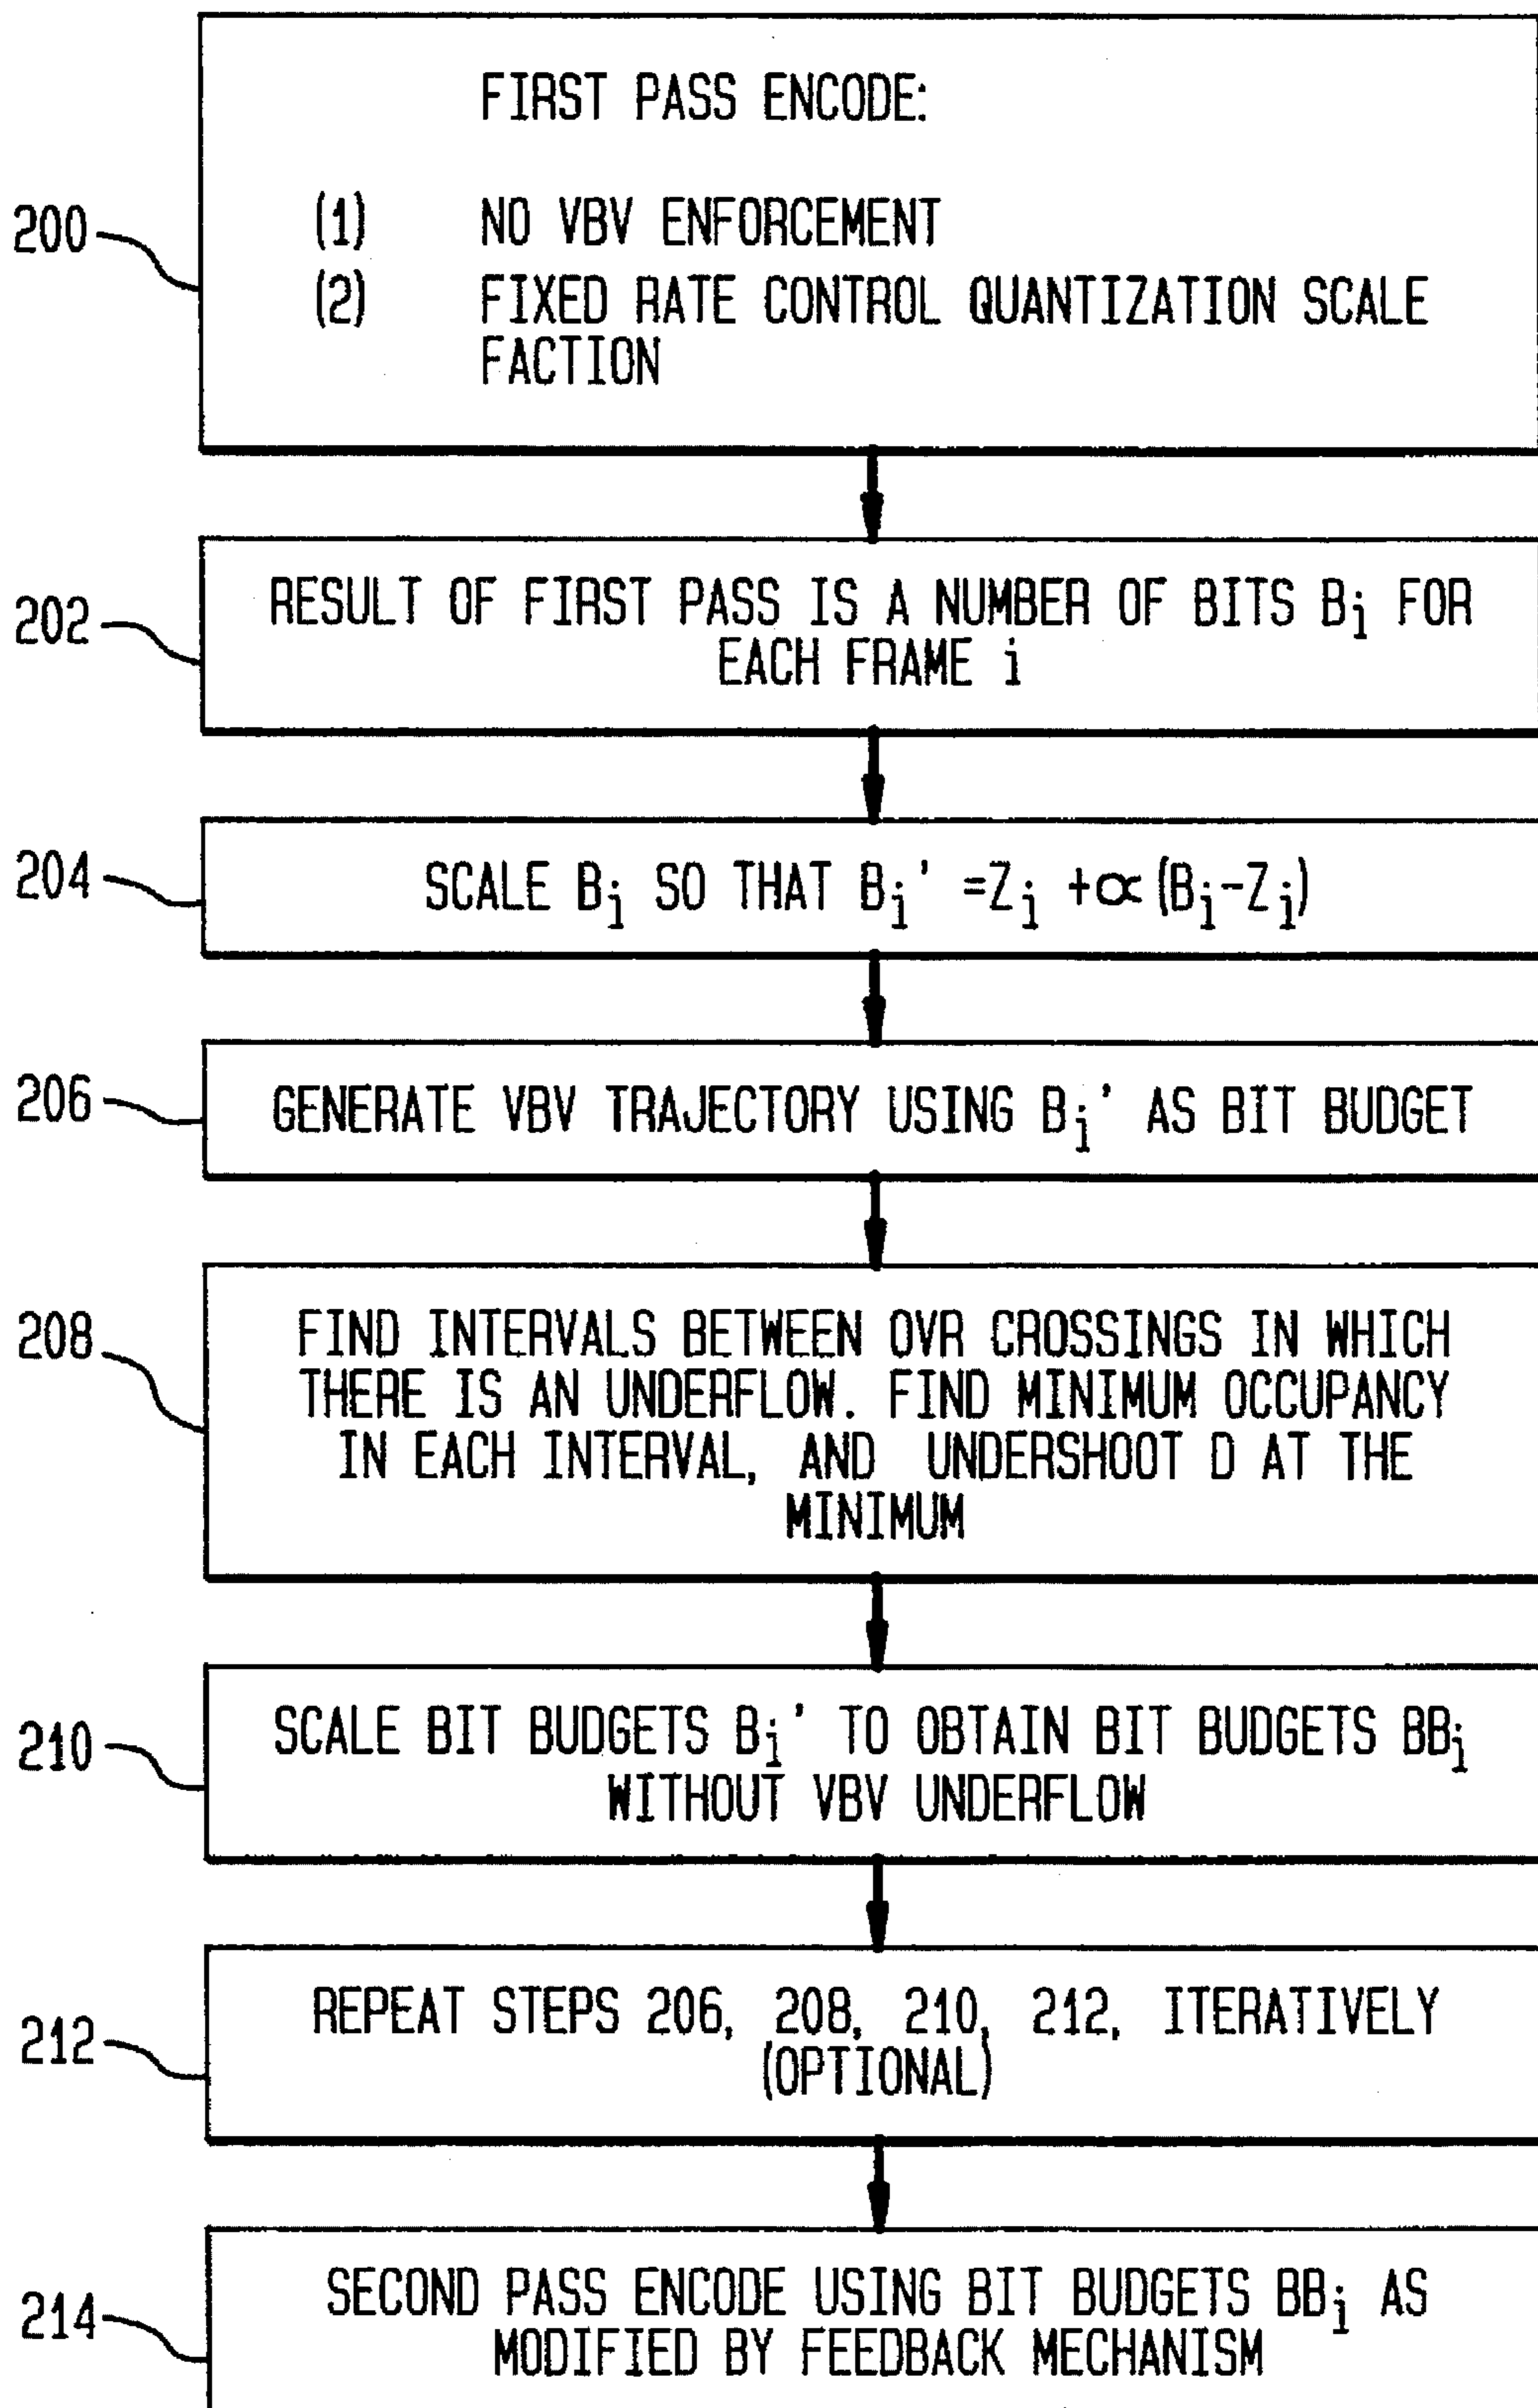 FIRST PASS ENCODE:
(1) NO VBV ENFORCEMENT
(2) FIXED RATE CONTROL QUANTIZATION SCALE
FACTION
200
RESULT OF FIRST PASS IS A NUMBER OF BITS Bi FOR
EACH FRAME i
202
SCALE Bi SO THAT Bi' =Zi +∝(Bi-Zi)
204
GENERATE VBV TRAJECTORY USING Bi' AS BIT BUDGET
206
FIND INTERVALS BETWEEN OVR CROSSINGS IN WHICH
THERE IS AN UNDERFLOW. FIND MINIMUM OCCUPANCY
IN EACH INTERVAL, AND UNDERSHOOT D AT THE
MINIMUM
208
SCALE BIT BUDGETS Bi' TO OBTAIN BIT BUDGETS BBi
WITHOUT VBV UNDERFLOW
210
REPEAT STEPS 206, 208, 210, 212, ITERATIVELY
(OPTIONAL)
212
SECOND PASS ENCODE USING BIT BUDGETS BBi AS
MODIFIED BY FEEDBACK MECHANISM
214